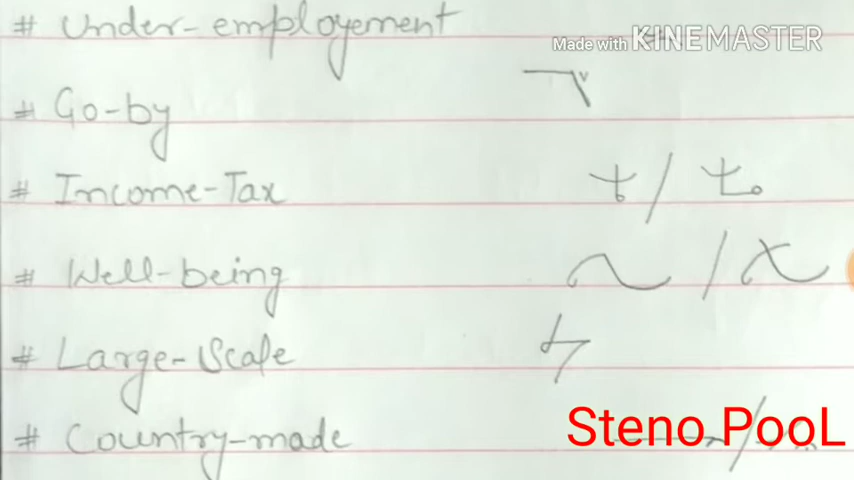 # Under-employement
Made with KINEMASTER
# Go-by
# Income-Tax
# Well-being
# Large-Scale
# Country-made
Steno PooL